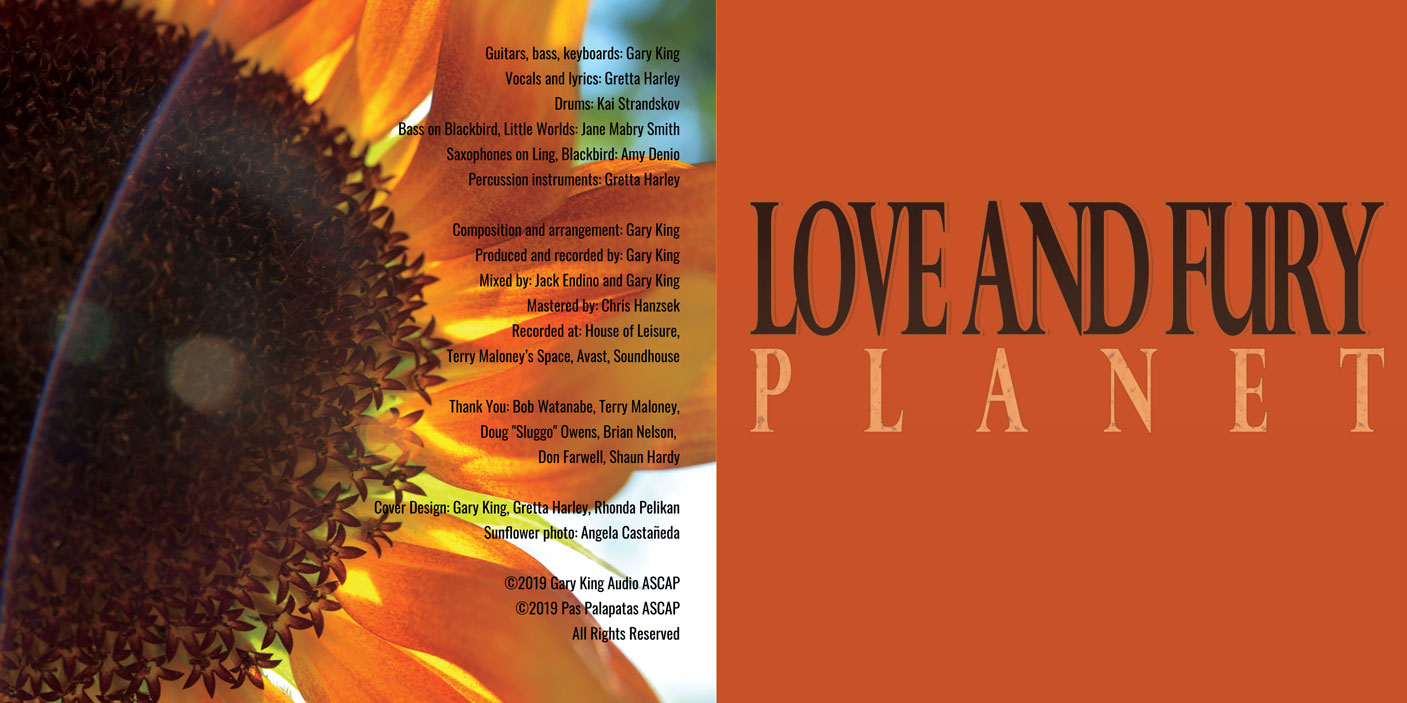 Guitars, bass, keyboards: Gary King
Vocals and lyrics: Gretta Harley
Drums: Kai Strandskov
Bass on Blackbird, Little Worlds: Jane Mabry Smith
Saxophones on Ling, Blackbird: Amy Denio
Percussion instruments: Gretta Harley
Composition and arrangement: Gary King
Produced and recorded by: Gary King
Mixed by: Jack Endino and Gary King
Mastered by: Chris Hanzsek
Recorded at: House of Leisure,
Terry Maloney's Space, Avast, Soundhouse
Thank You: Bob Watanabe, Terry Maloney,
Doug "Sluggo" Owens, Brian Nelson,
Don Farwell, Shaun Hardy
Cover Design: Gary King, Gretta Harley, Rhonda Pelikan
Sunflower photo: Angela Castañeda
©2019 Gary King Audio ASCAP
©2019 Pas Palapatas ASCAP
All Rights Reserved
LOVE AND FURY
PLANET